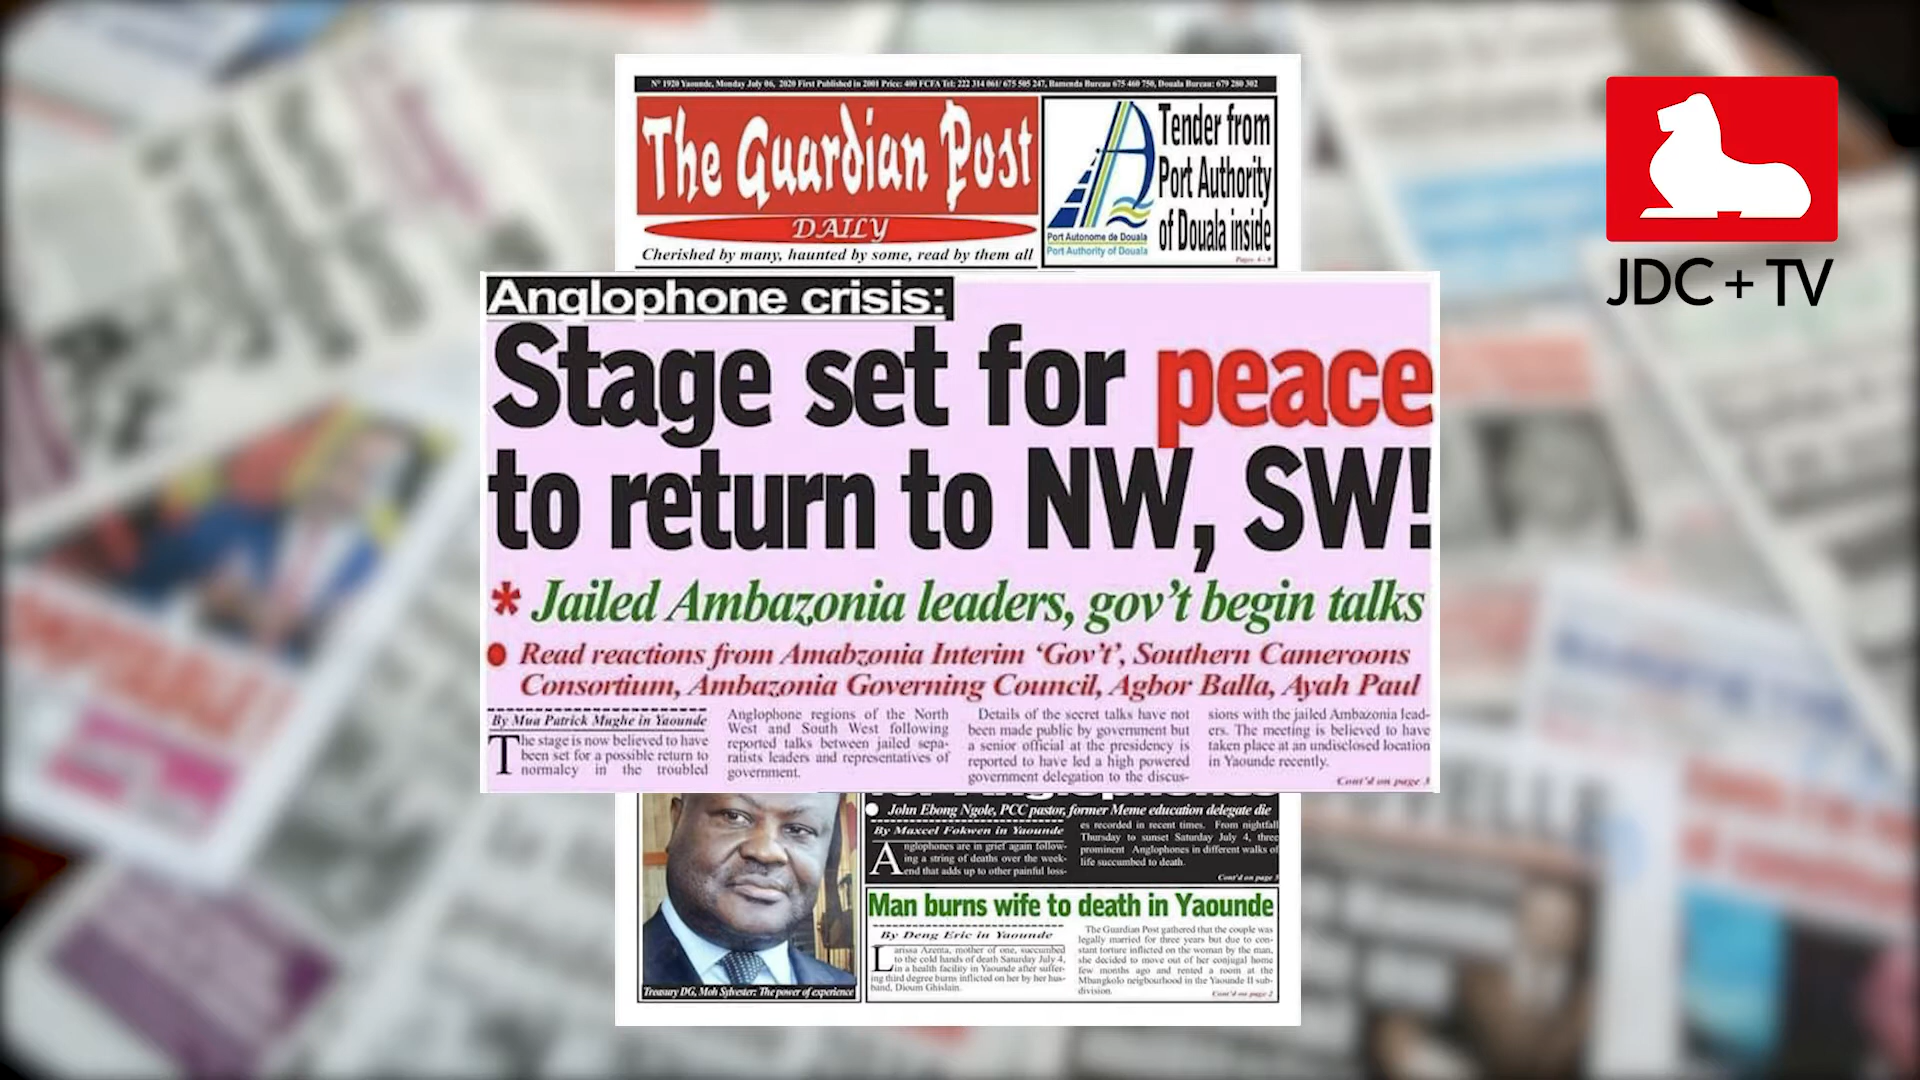 N° 1920 Yaounde, Monday July 06, 2020 First Published in 2001 Price: 400 FCFA Tel: 222 314 061/ 675 505 247, Bamenda Bureau 675 460 750, Douala Bureau: 679 280 302
The Guardian Post
DAILY
Cherished by many, haunted by some, read by them all
Tender from
Port Authority
of Douala inside
Port Autonome de Douala
Port Authority of Douala
JDC + TV
Anglophone crisis:
Stage set for peace
to return to NW, SW!
* Jailed Ambazonia leaders, gov't begin talks
Read reactions from Amabzonia Interim 'Gov't', Southern Cameroons
Consortium, Ambazonia Governing Council, Agbor Balla, Ayah Paul
By Mua Patrick Mughe in Yaounde
The stage is now believed to have
been set for a possible return to
normalcy in the troubled
Anglophone regions of the North
West and South West following
reported talks between jailed sepa-
ratists leaders and representatives of
government.
Details of the secret talks have not
been made public by government but
a senior official at the presidency is
reported to have led a high powered
government delegation to the discus-
sions with the jailed Ambazonia lead-
ers. The meeting is believed to have
taken place at an undisclosed location
in Yaounde recently.
Cont'd on page 3
Treasury DG, Moh Sylvester: The power of experience
John Ebong Ngole, PCC pastor, former Meme education delegate die
By Maxcel Fokwen in Yaounde
Anglophones are in grief again follow-
ing a string of deaths over the week-
end that adds up to other painful loss-
es recorded in recent times. From nightfall
Thursday to sunset Saturday July 4, three
prominent Anglophones in different walks of
life succumbed to death.
Cont'd on page
Man burns wife to death in Yaounde
By Deng Eric in Yaounde
Larissa Azenta, mother of one, succumbed
to the cold hands of death Saturday July 4,
in a health facility in Yaounde after suffer-
ing third degree burns inflicted on her by her hus-
band, Dioum Ghislain.
The Guardian Post gathered that the couple was
legally married for three years but due to con-
stant torture inflicted on the woman by the man,
she decided to move out of her conjugal home
few months ago and rented a room at the
Mbangkolo neigbourhood in the Yaounde II sub-
division.
Cont'd on page 2